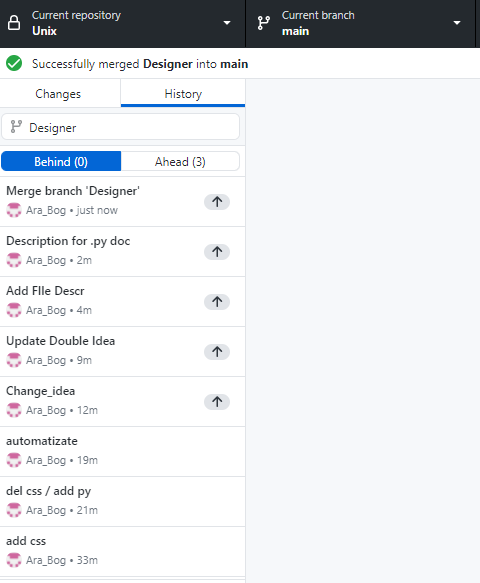 Current repository
Unix
Current branch
main
Successfully merged Designer into main
Changes
History
Designer
Behind (0)
Ahead (3)
Merge branch 'Designer'
Ara_Bog • just now
Description for .py doc
Ara_Bog • 2m
Add FIle Descr
Ara_Bog • 4m
Update Double Idea
Ara_Bog • 9m
Change_idea
Ara_Bog • 12m
automatizate
Ara_Bog • 19m
del css / add py
Ara_Bog • 21m
add css
Ara_Bog • 33m